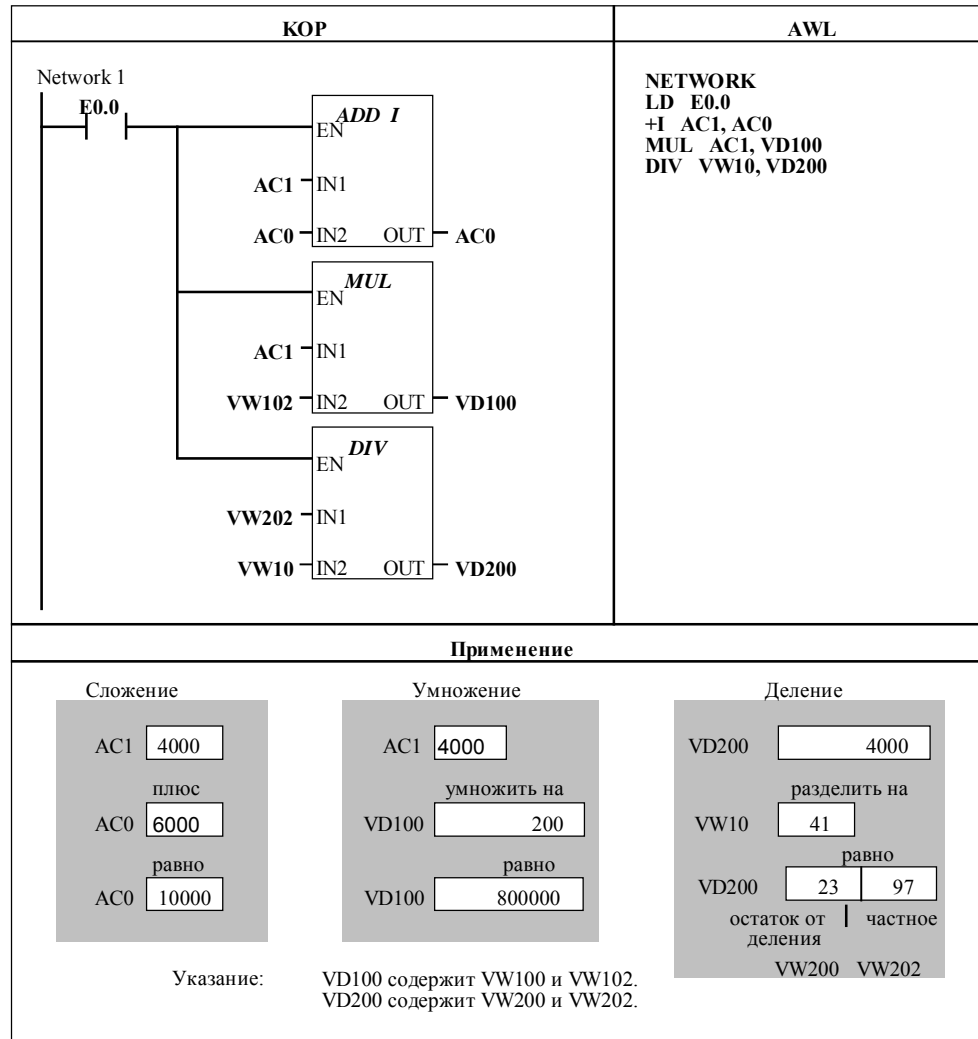 KOP
AWL
Network 1
E0.0
ADD I
EN
AC1 IN1
AC0 IN2 OUT AC0
MUL
EN
AC1 IN1
VW102 IN2 OUT VD100
DIV
EN
VW202 IN1
VW10 IN2 OUT VD200
NETWORK
LD E0.0
+I AC1, AC0
MUL AC1, VD100
DIV VW10, VD200
Применение
Сложение
AC1 4000
плюс
AC0 6000
равно
AC0 10000
Умножение
AC1 4000
умножить на
VD100 200
равно
VD100 800000
Деление
VD200 4000
разделить на
VW10 41
равно
VD200 23 97
остаток от частное
деления
VW200 VW202
Указание: VD100 содержит VW100 и VW102.
VD200 содержит VW200 и VW202.